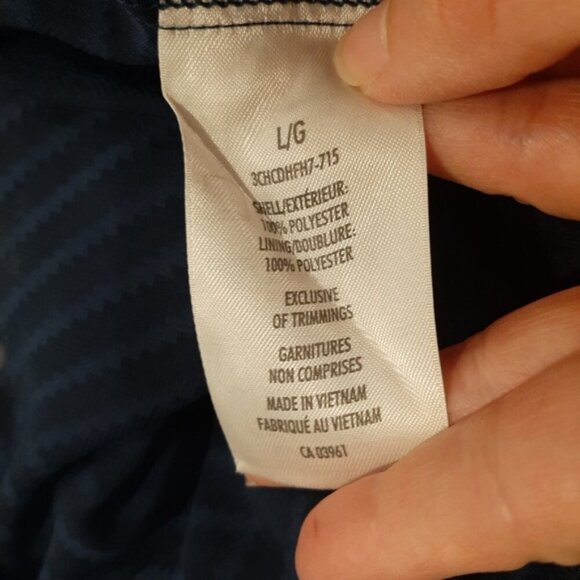 L/G
3CHCDHFH7-715
SHELL/EXTÉRIEUR:
100% POLYESTER
LINING/DOUBLURE:
100% POLYESTER
EXCLUSIVE
OF TRIMMINGS
GARNITURES
NON COMPRISES
MADE IN VIETNAM
FABRIQUÉ AU VIETNAM
CA 03961